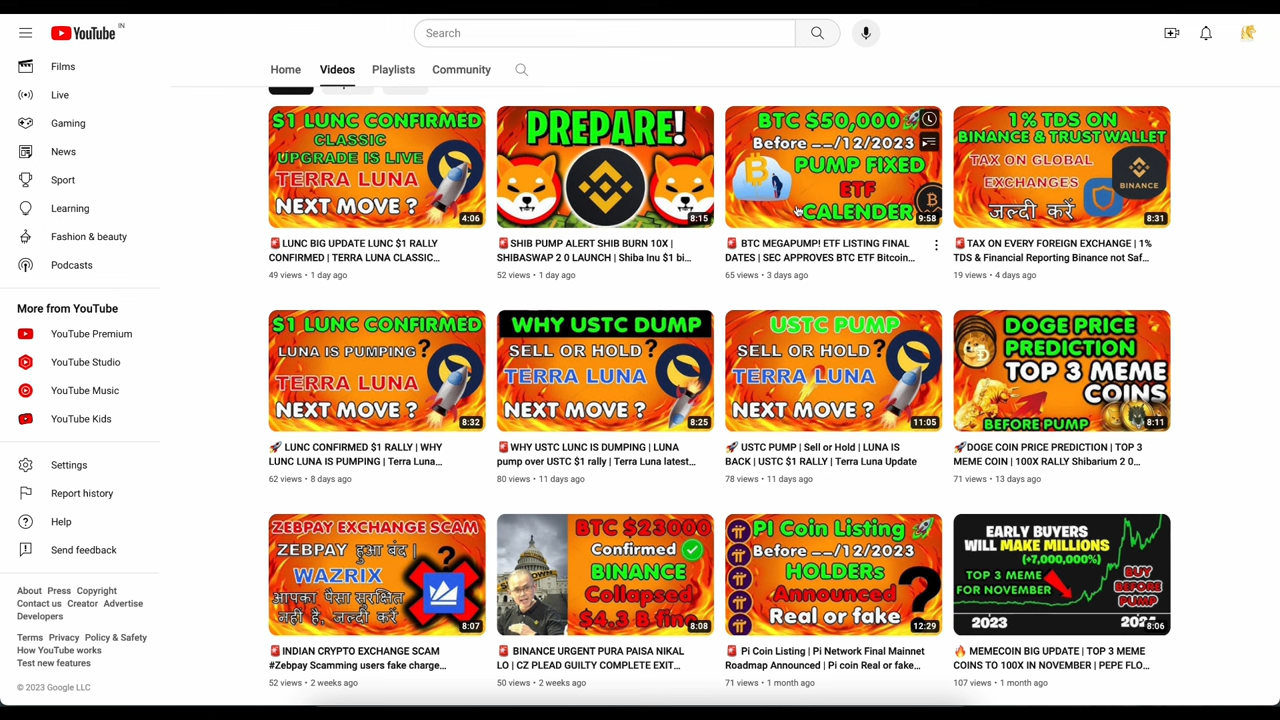 YouTube IN
Search
Films
Live
Gaming
News
Sport
Learning
Fashion & beauty
Podcasts
More from YouTube
YouTube Premium
YouTube Studio
YouTube Music
YouTube Kids
Settings
Report history
Help
Send feedback
About Press Copyright
Contact us Creator Advertise
Developers
Terms Privacy Policy & Safety
How YouTube works
Test new features
© 2023 Google LLC
Home Videos Playlists Community
$1 LUNC CONFIRMED
CLASSIC
UPGRADE IS LIVE
TERRA LUNA
NEXT MOVE ?
4:06
🚨LUNC BIG UPDATE LUNC $1 RALLY
CONFIRMED | TERRA LUNA CLASSIC...
49 views • 1 day ago
PREPARE!
8:15
🚨SHIB PUMP ALERT SHIB BURN 10X |
SHIBASWAP 2 0 LAUNCH | Shiba Inu $1 bi...
52 views • 1 day ago
BTC $50,000🚀
Before __/12/2023
PUMP FIXED
ETF
CALENDER
9:58
🚨 BTC MEGAPUMP! ETF LISTING FINAL
DATES | SEC APPROVES BTC ETF Bitcoin...
65 views • 3 days ago
1% TDS ON
BINANCE & TRUST WALLET
TAX ON GLOBAL
EXCHANGES
जल्दी करें
BINANCE
8:31
🚨TAX ON EVERY FOREIGN EXCHANGE | 1%
TDS & Financial Reporting Binance not Saf...
19 views • 4 days ago
$1 LUNC CONFIRMED
LUNA IS PUMPING ?
TERRA LUNA
NEXT MOVE ?
8:32
🚀 LUNC CONFIRMED $1 RALLY | WHY
LUNC LUNA IS PUMPING | Terra Luna...
62 views • 8 days ago
WHY USTC DUMP
SELL OR HOLD ?
TERRA LUNA
NEXT MOVE ?
8:25
🚨WHY USTC LUNC IS DUMPING | LUNA
pump over USTC $1 rally | Terra Luna latest...
80 views • 11 days ago
USTC PUMP
SELL OR HOLD ?
TERRA LUNA
NEXT MOVE ?
11:05
🚀 USTC PUMP | Sell or Hold | LUNA IS
BACK | USTC $1 RALLY | Terra Luna Update
78 views • 11 days ago
DOGE PRICE
PREDICTION
TOP 3 MEME
COINS
BEFORE PUMP
8:11
🚀DOGE COIN PRICE PREDICTION | TOP 3
MEME COIN | 100X RALLY Shibarium 2 0...
71 views • 13 days ago
ZEBPAY EXCHANGE SCAM
ZEBPAY हुआ बंद |
WAZRIX
आपका पैसा सुरक्षित
नहीं है, जल्दी करें
?
8:07
🚨INDIAN CRYPTO EXCHANGE SCAM
#Zebpay Scamming users fake charge...
52 views • 2 weeks ago
BTC $23000
Confirmed
BINANCE
Collapsed
$4.3 B fine
8:08
🚨 BINANCE URGENT PURA PAISA NIKAL
LO | CZ PLEAD GUILTY COMPLETE EXIT...
50 views • 2 weeks ago
PI Coin Listing 🚀
Before __/12/2023
HOLDERs
Announced
Real or fake
?
12:29
🚨 Pi Coin Listing | Pi Network Final Mainnet
Roadmap Announced | Pi coin Real or fake...
71 views • 1 month ago
EARLY BUYERS
WILL MAKE MILLIONS
(+7,000,000%)
TOP 3 MEME
FOR NOVEMBER
BUY
BEFORE
PUMP
2023
8:06
🔥 MEMECOIN BIG UPDATE | TOP 3 MEME
COINS TO 100X IN NOVEMBER | PEPE FLO...
107 views • 1 month ago